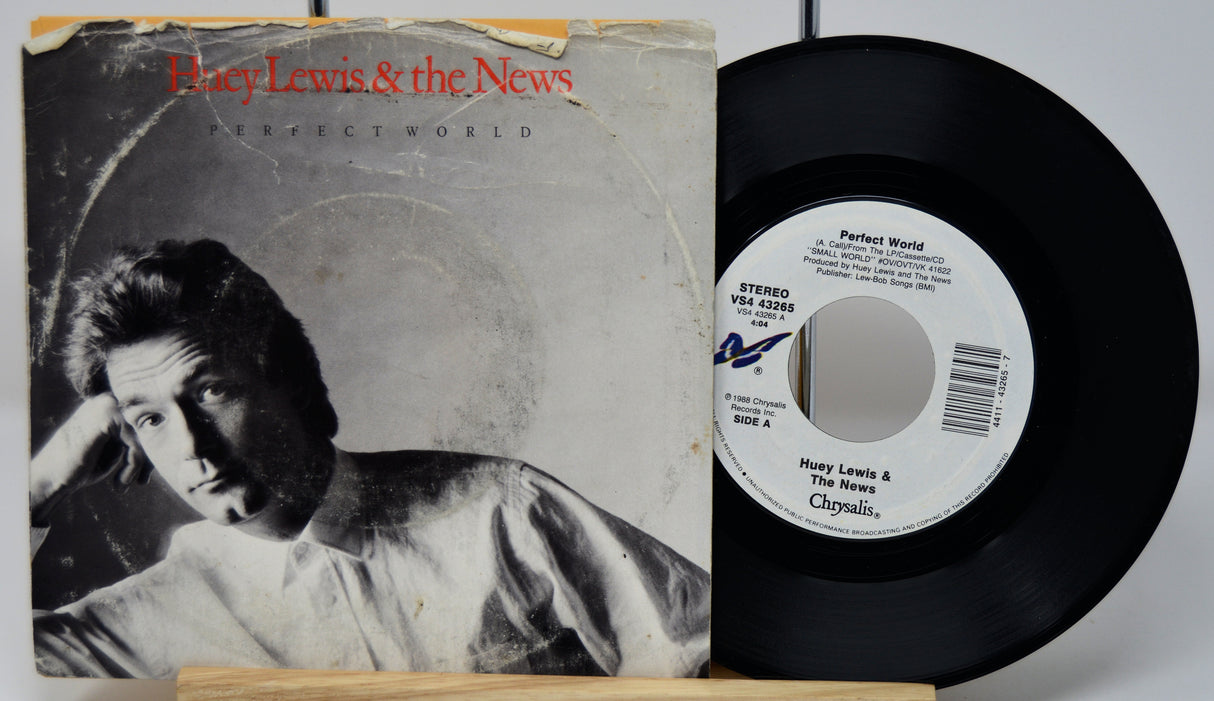 Huey Lewis & the News
PERFECT WORLD
Perfect World
(A. Call)/From The LP/Cassette/CD
"SMALL WORLD" #OV/OVT/VK 41622
Produced by Huey Lewis and The News
Publisher: Lew-Bob Songs (BMI)
STEREO
VS4 43265
VS4 43265 A
4:04
®
℗ 1988 Chrysalis
Records Inc.
SIDE A
4411 - 43265 - 7
Huey Lewis &
The News
Chrysalis®
ALL RIGHTS RESERVED ● UNAUTHORIZED PUBLIC PERFORMANCE BROADCASTING AND COPYING OF THIS RECORD PROHIBITED